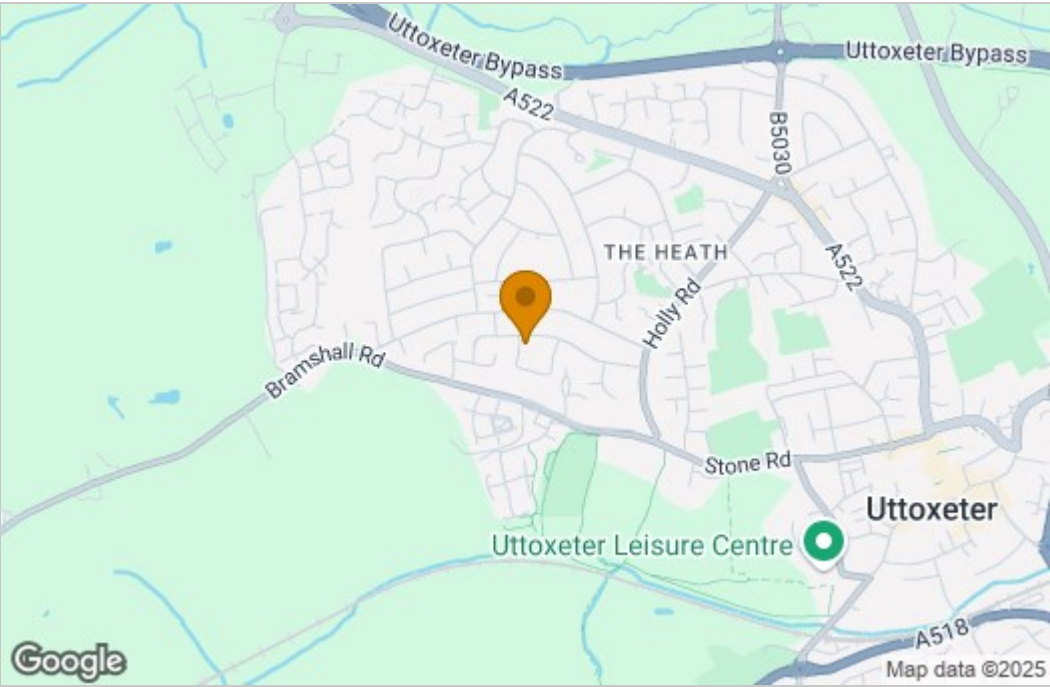 Uttoxeter Bypass
Uttoxeter Bypass
A522
B5030
THE HEATH
A522
Holly Rd
Bramshall Rd
Stone Rd
Uttoxeter
Uttoxeter Leisure Centre
A518
Google
Map data ©2025